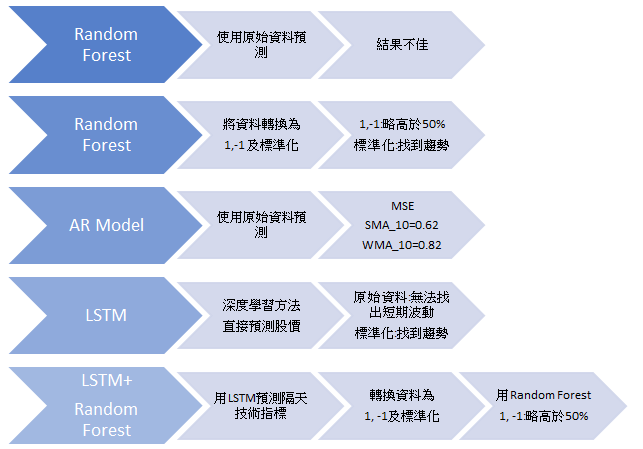 Random
Forest
使用原始資料預
測
結果不佳
Random
Forest
將資料轉換為
1,-1及標準化
1,-1:略高於50%
標準化:找到趨勢
AR Model
使用原始資料預
測
MSE
SMA_10=0.62
WMA_10=0.82
LSTM
深度學習方法
直接預測股價
原始資料:無法找
出短期波動
標準化:找到趨勢
LSTM+
Random
Forest
用LSTM預測隔天
技術指標
轉換資料為
1, -1及標準化
用Random Forest
1, -1:略高於50%